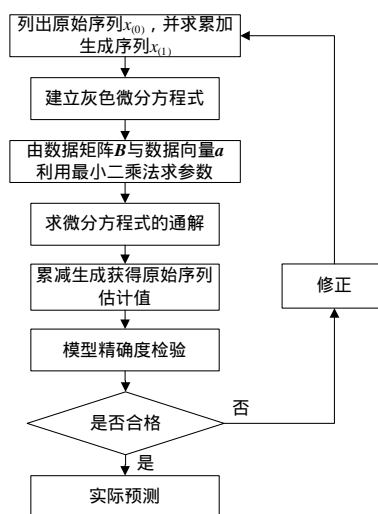 列出原始序列x(0)，并求累加
生成序列x(1)
建立灰色微分方程式
由数据矩阵B与数据向量a
利用最小二乘法求参数
求微分方程式的通解
累减生成获得原始序列
估计值
修正
模型精确度检验
是否合格
否
是
实际预测